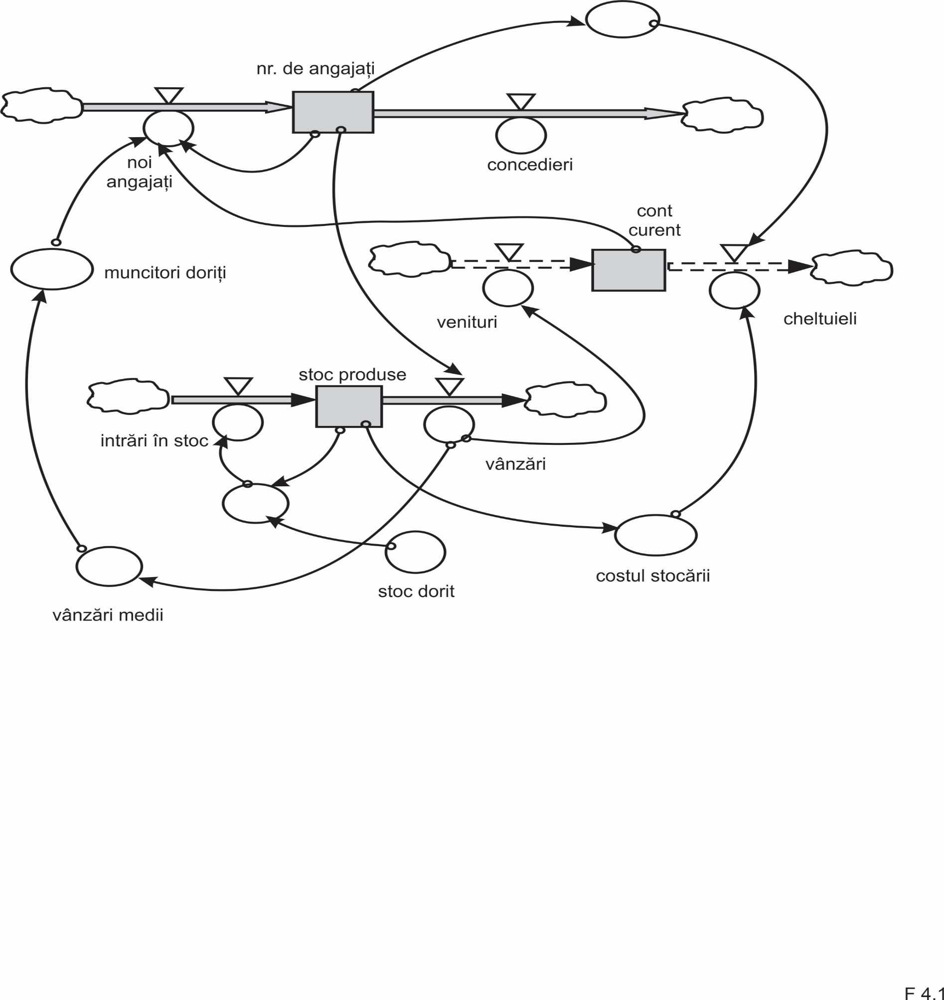 nr. de angajați
noi
angajați
concedieri
cont
curent
muncitori doriți
venituri
cheltuieli
stoc produse
intrări în stoc
vânzări
costul stocării
stoc dorit
vânzări medii
F 4.1